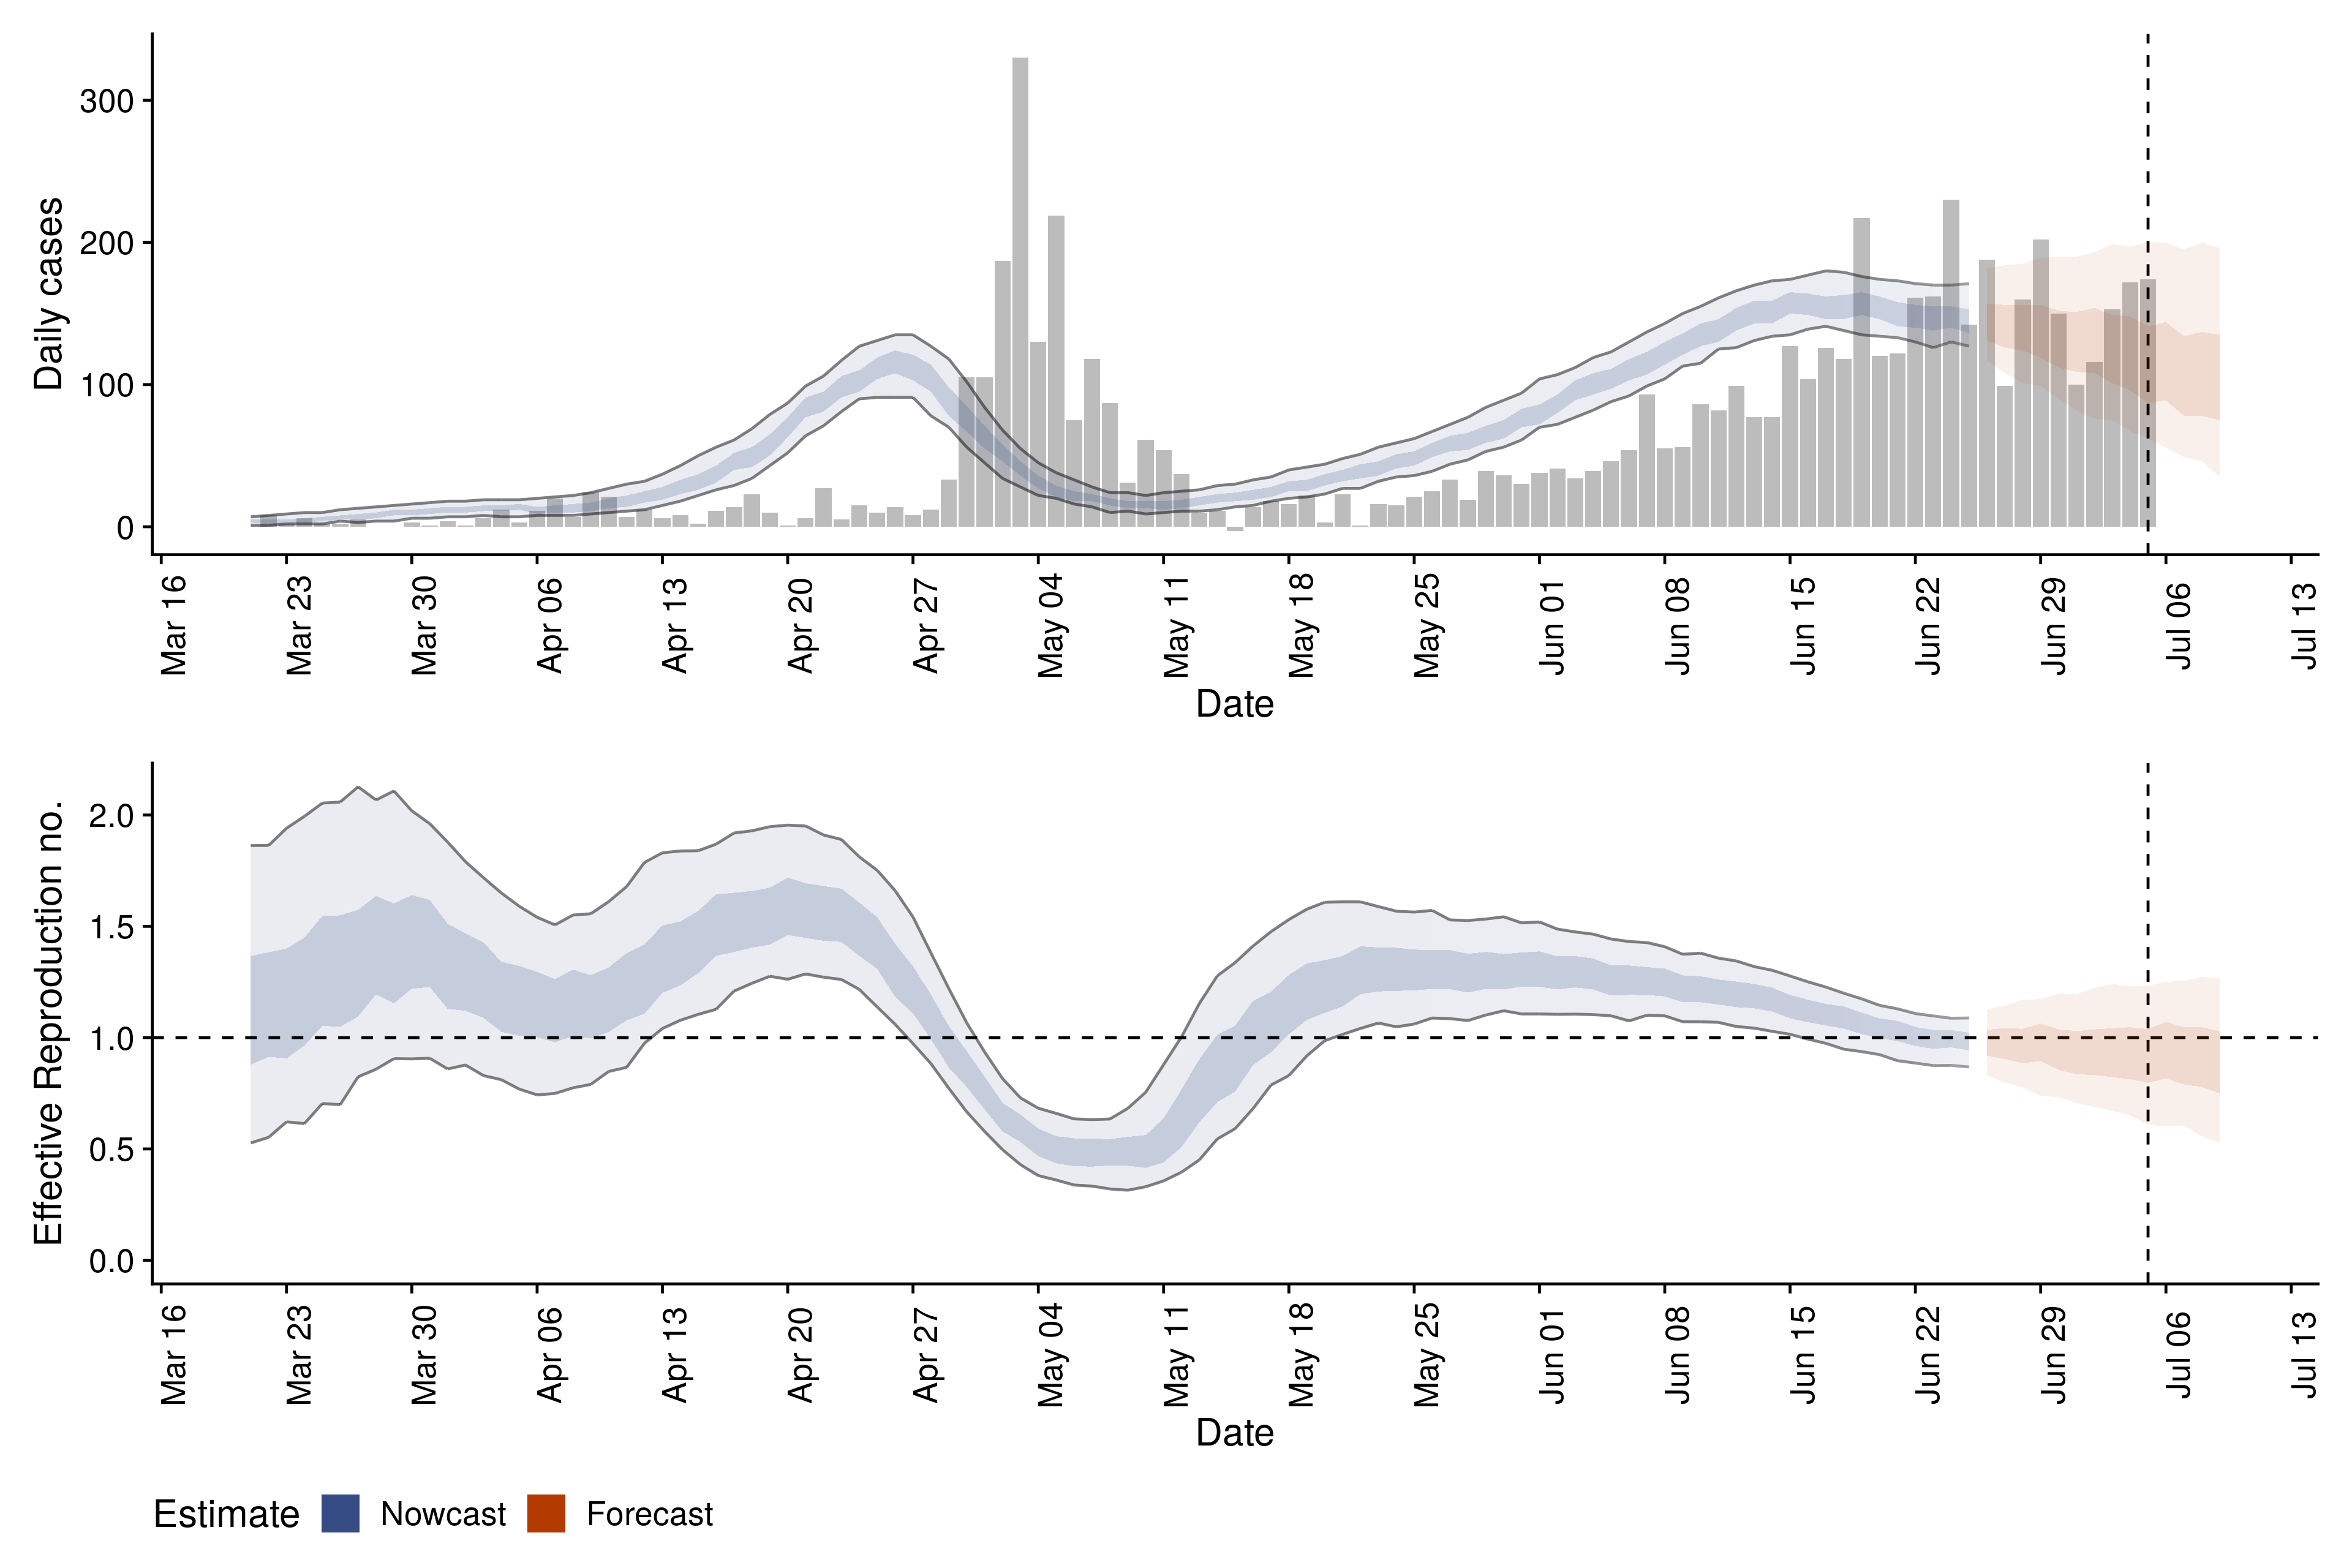 Daily cases
300
200
100
0
Mar 16
Mar 23
Mar 30
Apr 06
Apr 13
Apr 20
Apr 27
May 04
May 11
May 18
May 25
Jun 01
Jun 08
Jun 15
Jun 22
Jun 29
Jul 06
Jul 13
Date
Effective Reproduction no.
2.0
1.5
1.0
0.5
0.0
Mar 16
Mar 23
Mar 30
Apr 06
Apr 13
Apr 20
Apr 27
May 04
May 11
May 18
May 25
Jun 01
Jun 08
Jun 15
Jun 22
Jun 29
Jul 06
Jul 13
Date
Estimate Nowcast Forecast